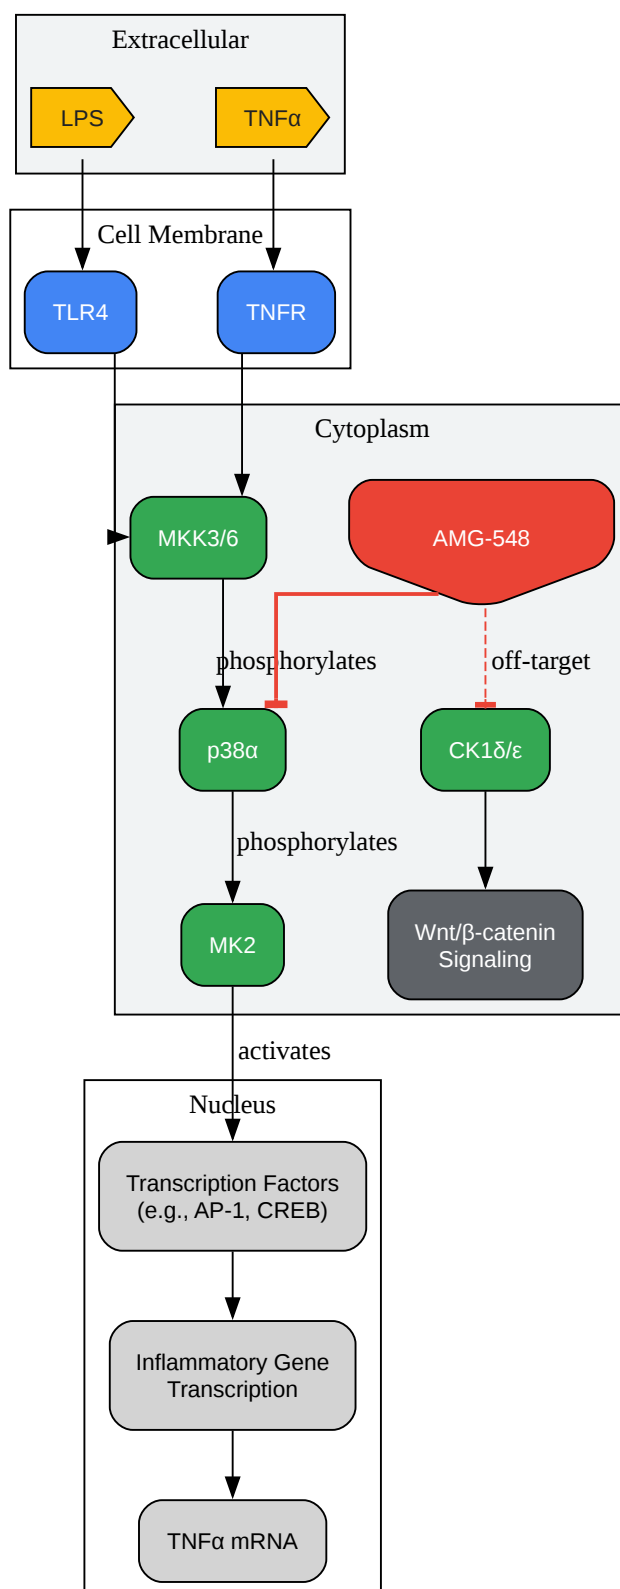 Extracellular
LPS
TNFα
Cell Membrane
TLR4
TNFR
Cytoplasm
MKK3/6
AMG-548
phosphorylates
off-target
p38α
CK1δ/ε
phosphorylates
MK2
Wnt/β-catenin
Signaling
activates
Nucleus
Transcription Factors
(e.g., AP-1, CREB)
Inflammatory Gene
Transcription
TNFα mRNA